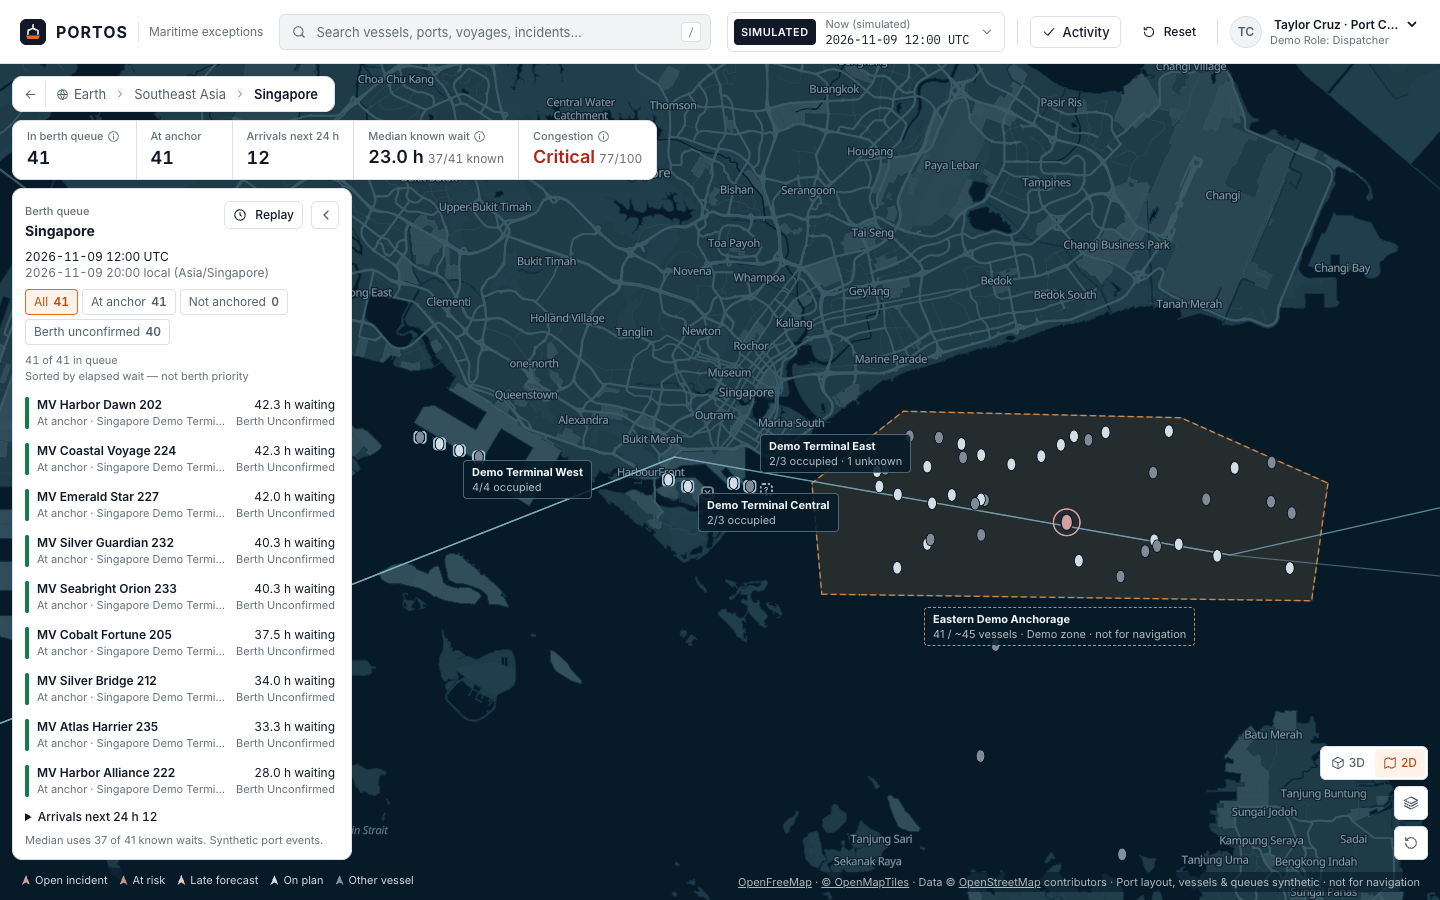 PORTOS
Maritime exceptions
Search vessels, ports, voyages, incidents...
/
SIMULATED
Now (simulated)
2026-11-09 12:00 UTC
Activity
Reset
TC
Taylor Cruz · Port C...
Demo Role: Dispatcher
Earth
Southeast Asia
Singapore
In berth queue
41
At anchor
41
Arrivals next 24 h
12
Median known wait
23.0 h 37/41 known
Congestion
Critical 77/100
Berth queue
Singapore
Replay
2026-11-09 12:00 UTC
2026-11-09 20:00 local (Asia/Singapore)
All 41
At anchor 41
Not anchored 0
Berth unconfirmed 40
41 of 41 in queue
Sorted by elapsed wait — not berth priority
MV Harbor Dawn 202
42.3 h waiting
At anchor · Singapore Demo Termi...
Berth Unconfirmed
MV Coastal Voyage 224
42.3 h waiting
At anchor · Singapore Demo Termi...
Berth Unconfirmed
MV Emerald Star 227
42.0 h waiting
At anchor · Singapore Demo Termi...
Berth Unconfirmed
MV Silver Guardian 232
40.3 h waiting
At anchor · Singapore Demo Termi...
Berth Unconfirmed
MV Seabright Orion 233
40.3 h waiting
At anchor · Singapore Demo Termi...
Berth Unconfirmed
MV Cobalt Fortune 205
37.5 h waiting
At anchor · Singapore Demo Termi...
Berth Unconfirmed
MV Silver Bridge 212
34.0 h waiting
At anchor · Singapore Demo Termi...
Berth Unconfirmed
MV Atlas Harrier 235
33.3 h waiting
At anchor · Singapore Demo Termi...
Berth Unconfirmed
MV Harbor Alliance 222
28.0 h waiting
At anchor · Singapore Demo Termi...
Berth Unconfirmed
Arrivals next 24 h 12
Median uses 37 of 41 known waits. Synthetic port events.
Open incident
At risk
Late forecast
On plan
Other vessel
Choa Chu Kang
Central Water
Catchment
Thomson
Buangkok
Pasir Ris
Changi Village
Hougang
Paya Lebar
Tampines
Changi
Bishan
Serangoon
Upper Bukit Timah
Tai Seng
Toa Payoh
Changi Business Park
Bukit Timah
Novena
Whampoa
Bedok
Changi Bay
Clementi
Geylang
Bedok South
Tanah Merah
Holland Village
Tanglin
Newton
Kallang
Rochor
one-north
Museum
Marine Parade
Queenstown
Singapore
Alexandra
Outram
Marina South
Bukit Merah
HarbourFront
Demo Terminal West
4/4 occupied
Demo Terminal East
2/3 occupied · 1 unknown
Demo Terminal Central
2/3 occupied
Eastern Demo Anchorage
41 / ~45 vessels · Demo zone · not for navigation
Batu Merah
Tanjung Buntung
Sungai Jodoh
Kampung Seraya
Sadai
Tanjung Uma
Bengkong Indah
Tanjung Sari
Sekanak Raya
in Strait
3D
2D
OpenFreeMap · © OpenMapTiles · Data © OpenStreetMap contributors · Port layout, vessels & queues synthetic · not for navigation
Sungai Panas